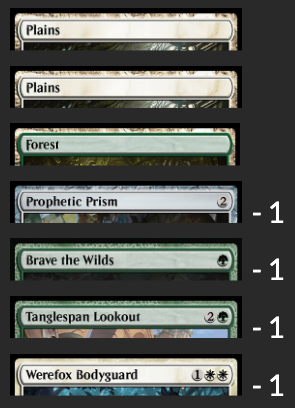 Plains
Plains
Forest
Prophetic Prism 2 - 1
Brave the Wilds - 1
Tanglespan Lookout 2 - 1
Werefox Bodyguard 1 - 1